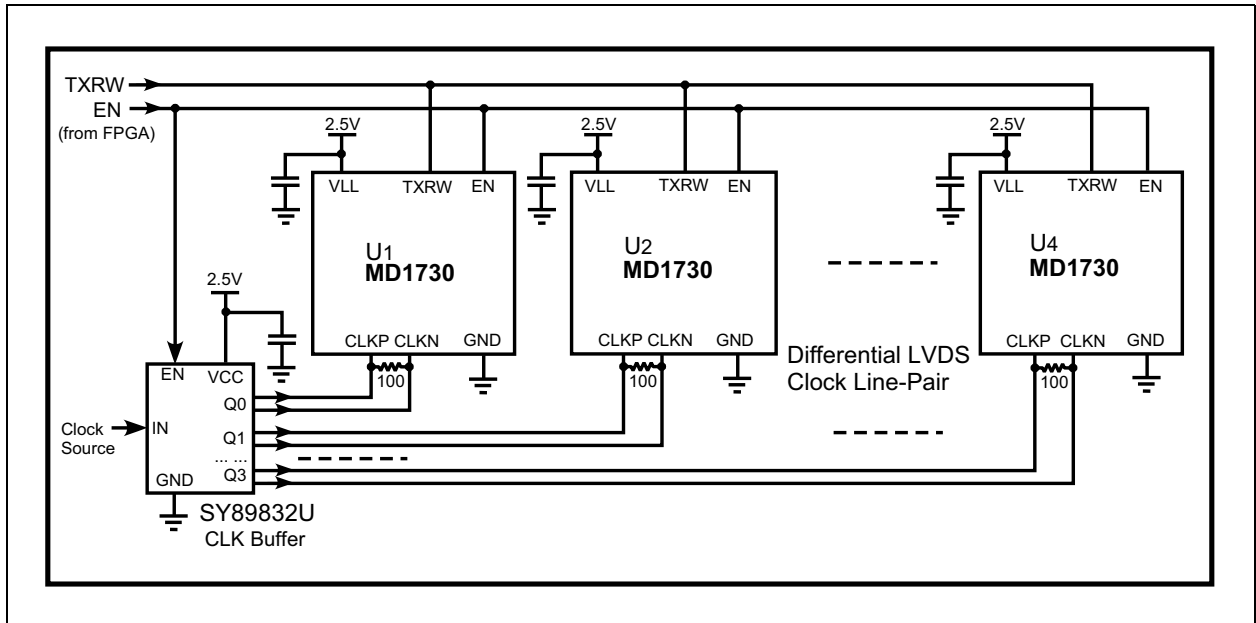 TXRW
EN
(from FPGA)
2.5V
2.5V
2.5V
VLL TXRW EN
VLL TXRW EN
VLL TXRW EN
U1
MD1730
U2
MD1730
U4
MD1730
2.5V
CLKP CLKN GND
CLKP CLKN GND
CLKP CLKN GND
100
100
100
Differential LVDS
Clock Line-Pair
EN VCC
Q0
Clock
Source
IN
Q1
... ...
Q3
GND
SY89832U
CLK Buffer